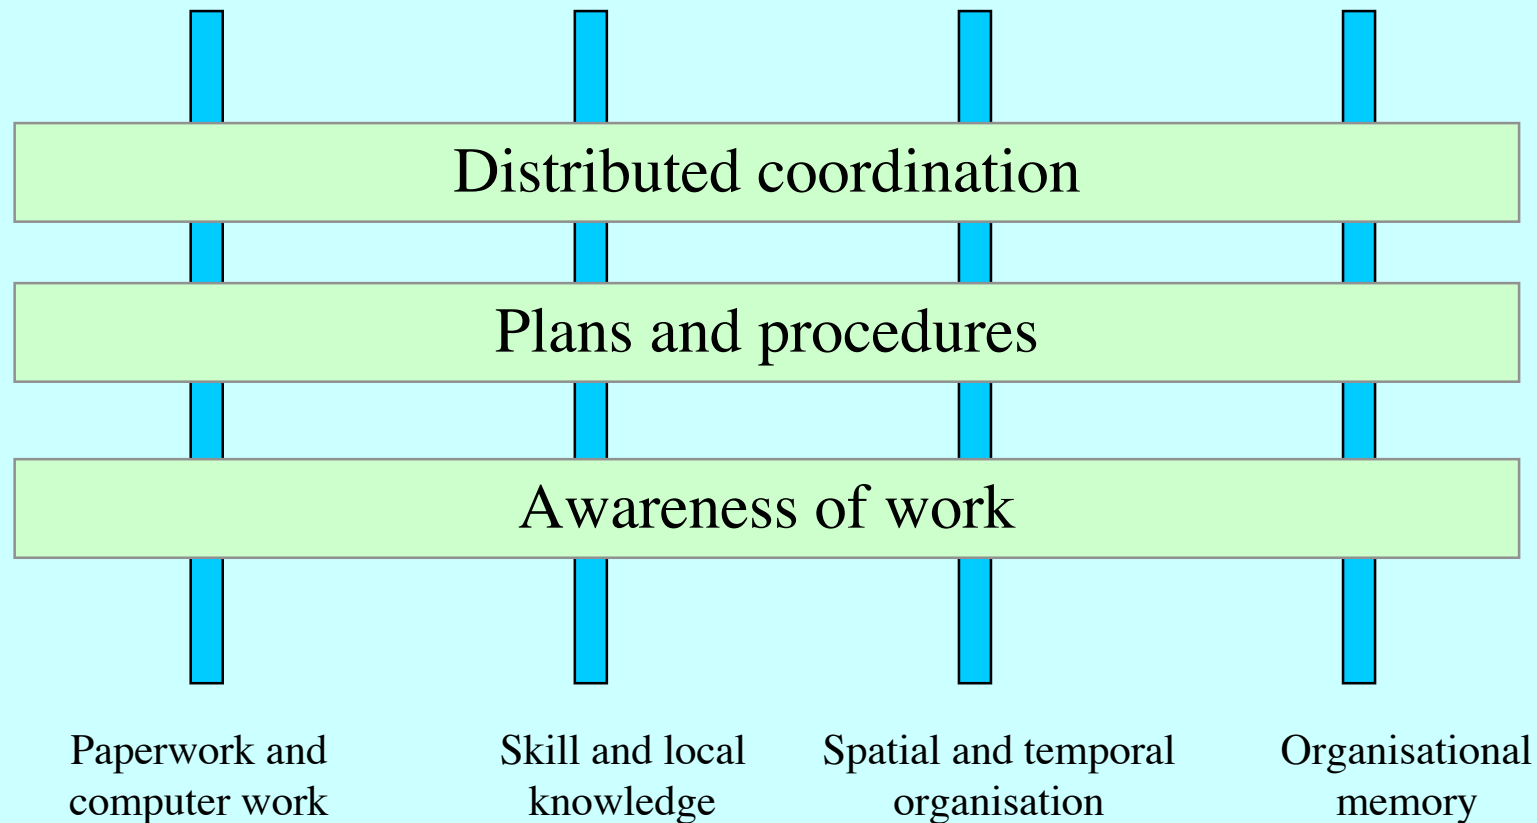 Distributed coordination
Plans and procedures
Awareness of work
Paperwork and
computer work
Skill and local
knowledge
Spatial and temporal
organisation
Organisational
memory